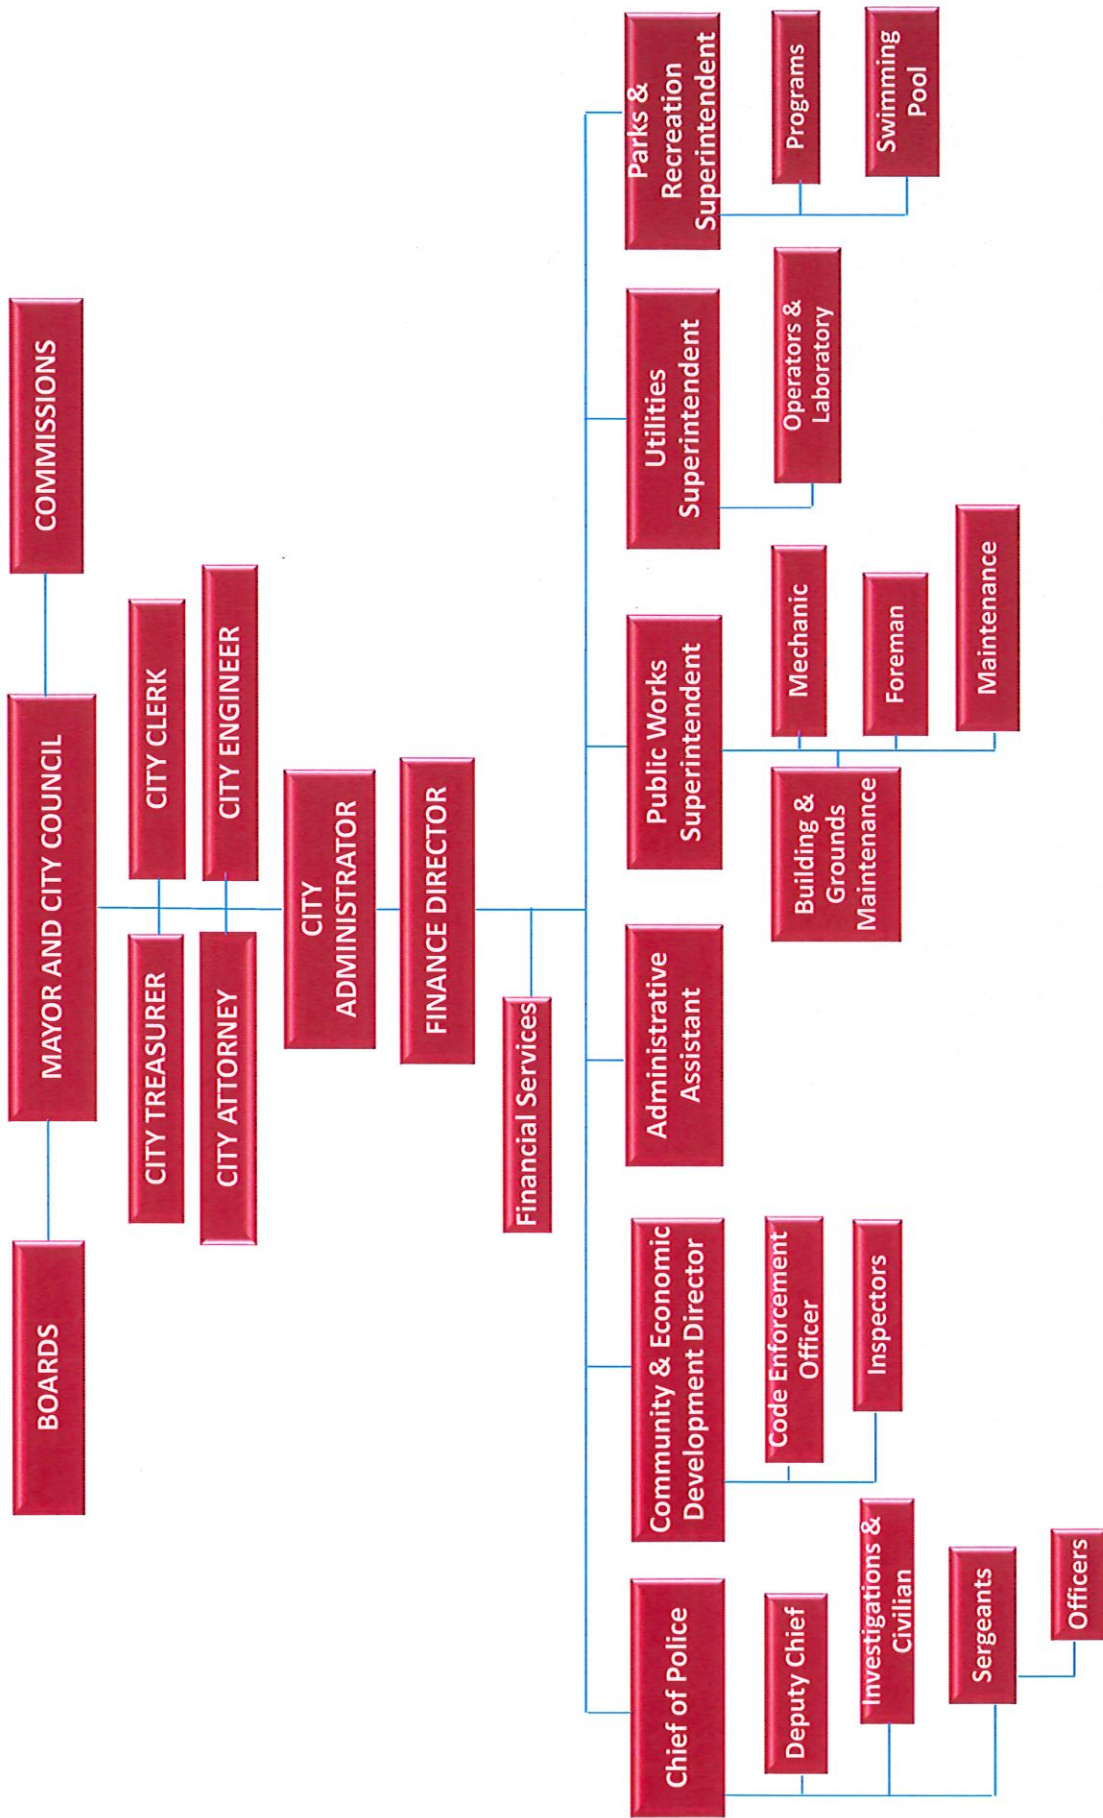 BOARDS
MAYOR AND CITY COUNCIL
COMMISSIONS
CITY TREASURER
CITY CLERK
CITY ATTORNEY
CITY ENGINEER
CITY
ADMINISTRATOR
FINANCE DIRECTOR
Financial Services
Chief of Police
Deputy Chief
Investigations &
Civilian
Sergeants
Officers
Community & Economic
Development Director
Code Enforcement
Officer
Inspectors
Administrative
Assistant
Public Works
Superintendent
Mechanic
Building &
Grounds
Maintenance
Foreman
Maintenance
Utilities
Superintendent
Operators &
Laboratory
Parks &
Recreation
Superintendent
Programs
Swimming
Pool